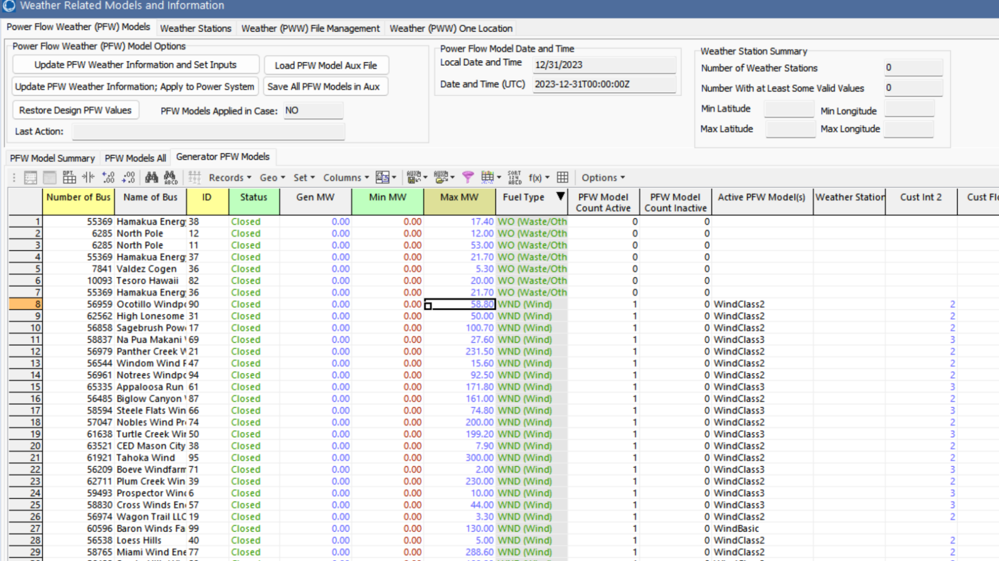 Weather Related Models and Information
Power Flow Weather (PFW) Models Weather Stations Weather (PWW) File Management Weather (PWW) One Location
Power Flow Weather (PFW) Model Options
Update PFW Weather Information and Set Inputs Load PFW Model Aux File
Update PFW Weather Information; Apply to Power System Save All PFW Models in Aux
Restore Design PFW Values PFW Models Applied in Case: NO
Last Action:
Power Flow Model Date and Time
Local Date and Time 12/31/2023
Date and Time (UTC) 2023-12-31T00:00:00Z
Weather Station Summary
Number of Weather Stations 0
Number With at Least Some Valid Values 0
Min Latitude Min Longitude
Max Latitude Max Longitude
PFW Model Summary PFW Models All Generator PFW Models
Records Geo Set Columns SORT 124 ABCD f(x) Options
Number of Bus Name of Bus ID Status Gen MW Min MW Max MW Fuel Type PFW Model Count Active PFW Model Count Inactive Active PFW Model(s) Weather Station Cust Int 2 Cust Fl
1 55369 Hamakua Energ 38 Closed 0.00 0.00 17.40 WO (Waste/Oth 0 0
2 6285 North Pole 12 Closed 0.00 0.00 12.00 WO (Waste/Oth 0 0
3 6285 North Pole 11 Closed 0.00 0.00 53.00 WO (Waste/Oth 0 0
4 55369 Hamakua Energ 37 Closed 0.00 0.00 21.70 WO (Waste/Oth 0 0
5 7841 Valdez Cogen 36 Closed 0.00 0.00 5.30 WO (Waste/Oth 0 0
6 10093 Tesoro Hawaii 82 Closed 0.00 0.00 20.00 WO (Waste/Oth 0 0
7 55369 Hamakua Energ 36 Closed 0.00 0.00 21.70 WO (Waste/Oth 0 0
8 56959 Ocotillo Windp 90 Closed 0.00 0.00 58.80 WND (Wind) 1 0 WindClass2 2
9 62562 High Lonesome 31 Closed 0.00 0.00 50.00 WND (Wind) 1 0 WindClass2 2
10 56858 Sagebrush Pow 17 Closed 0.00 0.00 100.70 WND (Wind) 1 0 WindClass2 2
11 58837 Na Pua Makani 69 Closed 0.00 0.00 27.60 WND (Wind) 1 0 WindClass3 3
12 56979 Panther Creek W 21 Closed 0.00 0.00 231.50 WND (Wind) 1 0 WindClass2 2
13 56544 Windom Wind F 47 Closed 0.00 0.00 15.60 WND (Wind) 1 0 WindClass2 2
14 56961 Notrees Windp 94 Closed 0.00 0.00 92.50 WND (Wind) 1 0 WindClass2 2
15 65335 Appaloosa Run 61 Closed 0.00 0.00 171.80 WND (Wind) 1 0 WindClass3 3
16 56485 Biglow Canyon 87 Closed 0.00 0.00 161.00 WND (Wind) 1 0 WindClass2 2
17 58594 Steele Flats Win 66 Closed 0.00 0.00 74.80 WND (Wind) 1 0 WindClass3 3
18 57047 Nobles Wind Pr 74 Closed 0.00 0.00 200.00 WND (Wind) 1 0 WindClass2 2
19 61638 Turtle Creek Wi 50 Closed 0.00 0.00 199.20 WND (Wind) 1 0 WindClass3 3
20 63521 CED Mason City 38 Closed 0.00 0.00 7.90 WND (Wind) 1 0 WindClass2 2
21 61921 Tahoka Wind 95 Closed 0.00 0.00 300.00 WND (Wind) 1 0 WindClass2 2
22 56209 Boeve Windfarm 71 Closed 0.00 0.00 2.00 WND (Wind) 1 0 WindClass3 3
23 62711 Plum Creek Win 39 Closed 0.00 0.00 230.00 WND (Wind) 1 0 WindClass2 2
24 59493 Prospector Win 6 Closed 0.00 0.00 10.00 WND (Wind) 1 0 WindClass3 3
25 58830 Cross Winds En 57 Closed 0.00 0.00 44.00 WND (Wind) 1 0 WindClass3 3
26 56974 Wagon Trail LLC 19 Closed 0.00 0.00 3.30 WND (Wind) 1 0 WindClass2 2
27 60596 Baron Winds Fa 99 Closed 0.00 0.00 130.00 WND (Wind) 1 0 WindBasic
28 56538 Loess Hills 40 Closed 0.00 0.00 5.00 WND (Wind) 1 0 WindClass2 2
29 58765 Miami Wind Ene 77 Closed 0.00 0.00 288.60 WND (Wind) 1 0 WindClass2 2